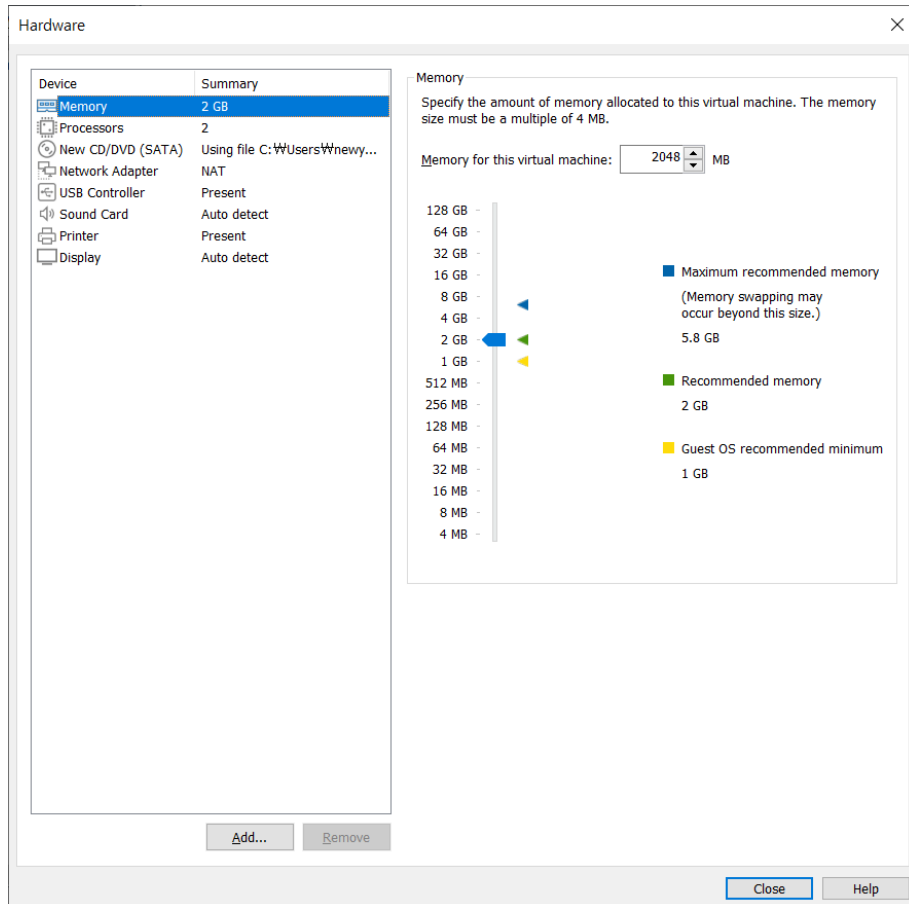 Hardware
Device Summary
Memory 2 GB
Processors 2
New CD/DVD (SATA) Using file C:₩Users₩newy...
Network Adapter NAT
USB Controller Present
Sound Card Auto detect
Printer Present
Display Auto detect
Add... Remove
Memory
Specify the amount of memory allocated to this virtual machine. The memory
size must be a multiple of 4 MB.
Memory for this virtual machine: 2048 MB
128 GB
64 GB
32 GB
16 GB
8 GB
4 GB
2 GB
1 GB
512 MB
256 MB
128 MB
64 MB
32 MB
16 MB
8 MB
4 MB
Maximum recommended memory
(Memory swapping may
occur beyond this size.)
5.8 GB
Recommended memory
2 GB
Guest OS recommended minimum
1 GB
Close Help